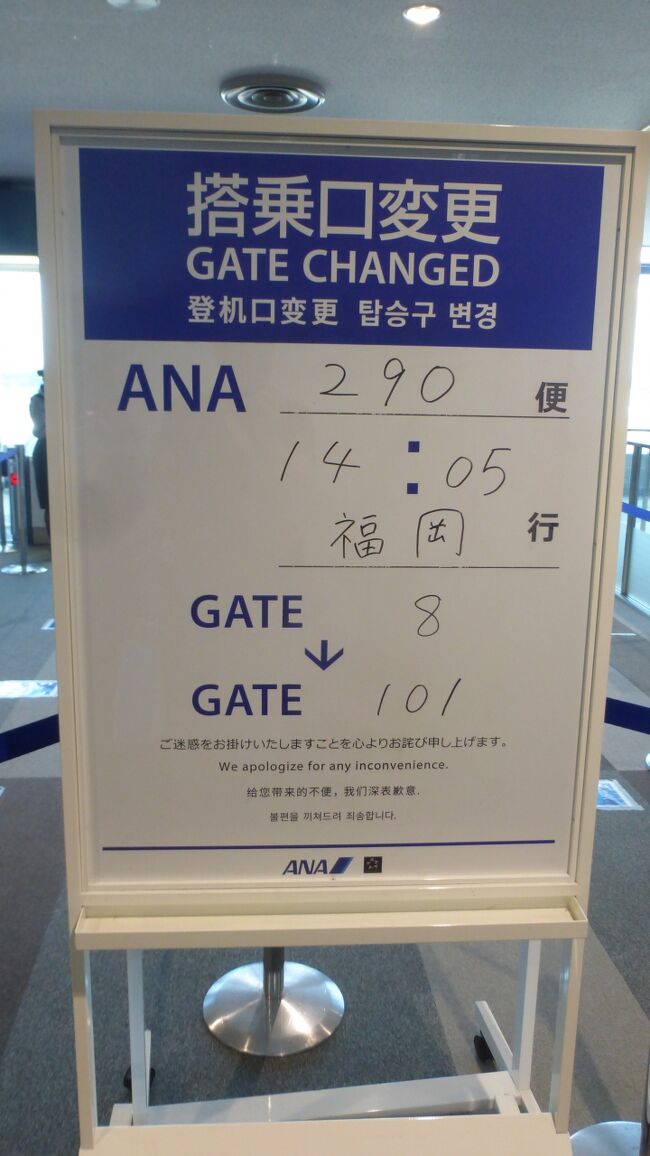 搭乗口変更
GATE CHANGED
登机口变更 탑승구 변경
ANA 290 便
14:05
福岡 行
GATE 8
↓
GATE 101
ご迷惑をお掛けいたしますことを心よりお詫び申し上げます。
We apologize for any inconvenience.
给您带来的不便，我们深表歉意.
불편을 끼쳐드려 죄송합니다.
ANA